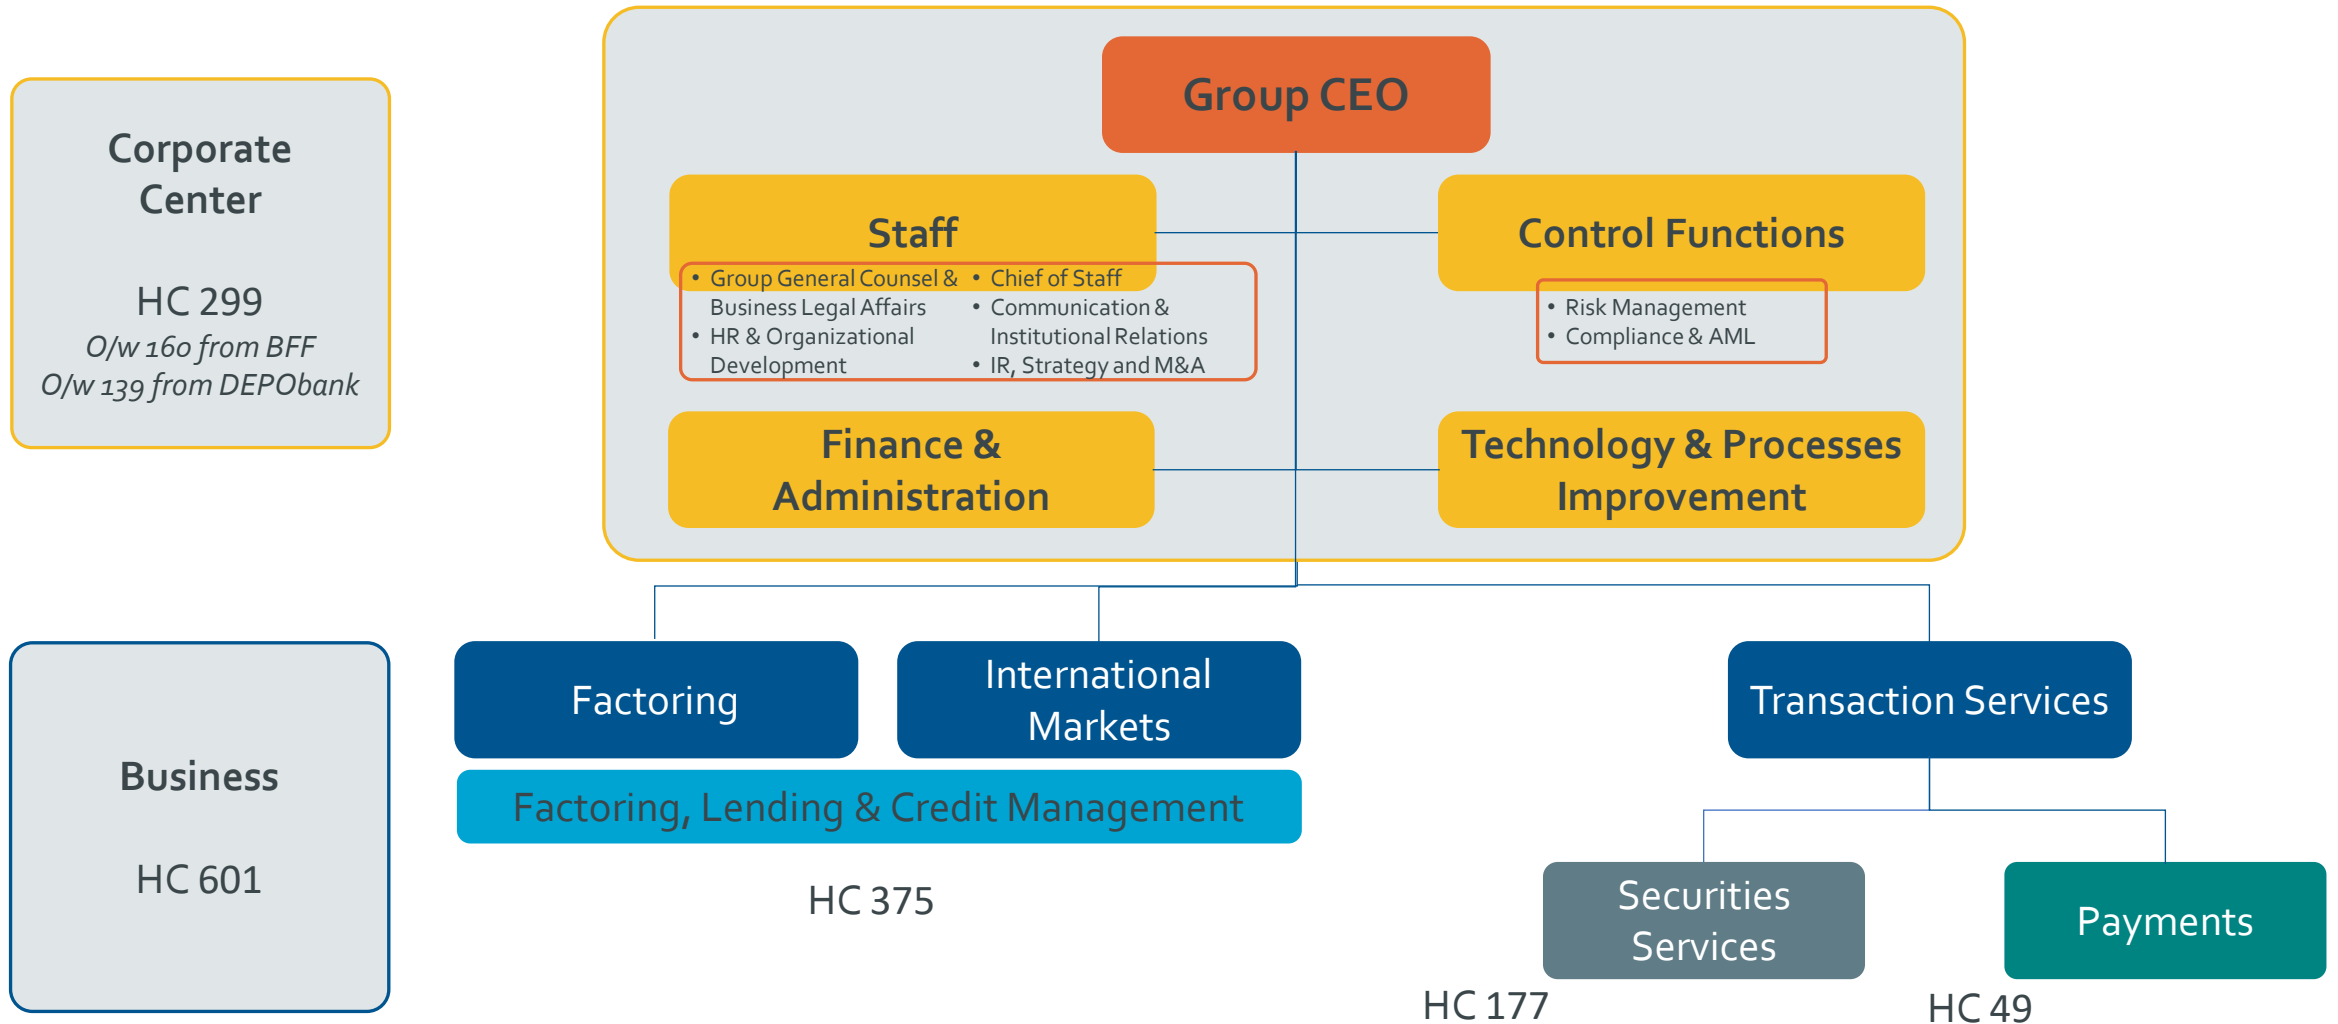 Corporate
Center
HC 299
O/w 160 from BFF
O/w 139 from DEPObank
Group CEO
Staff
• Group General Counsel &
Business Legal Affairs
• HR & Organizational
Development
• Chief of Staff
• Communication &
Institutional Relations
• IR, Strategy and M&A
Control Functions
• Risk Management
• Compliance & AML
Finance &
Administration
Technology & Processes
Improvement
Business
HC 601
Factoring
International
Markets
Transaction Services
Factoring, Lending & Credit Management
HC 375
Securities
Services
Payments
HC 177
HC 49